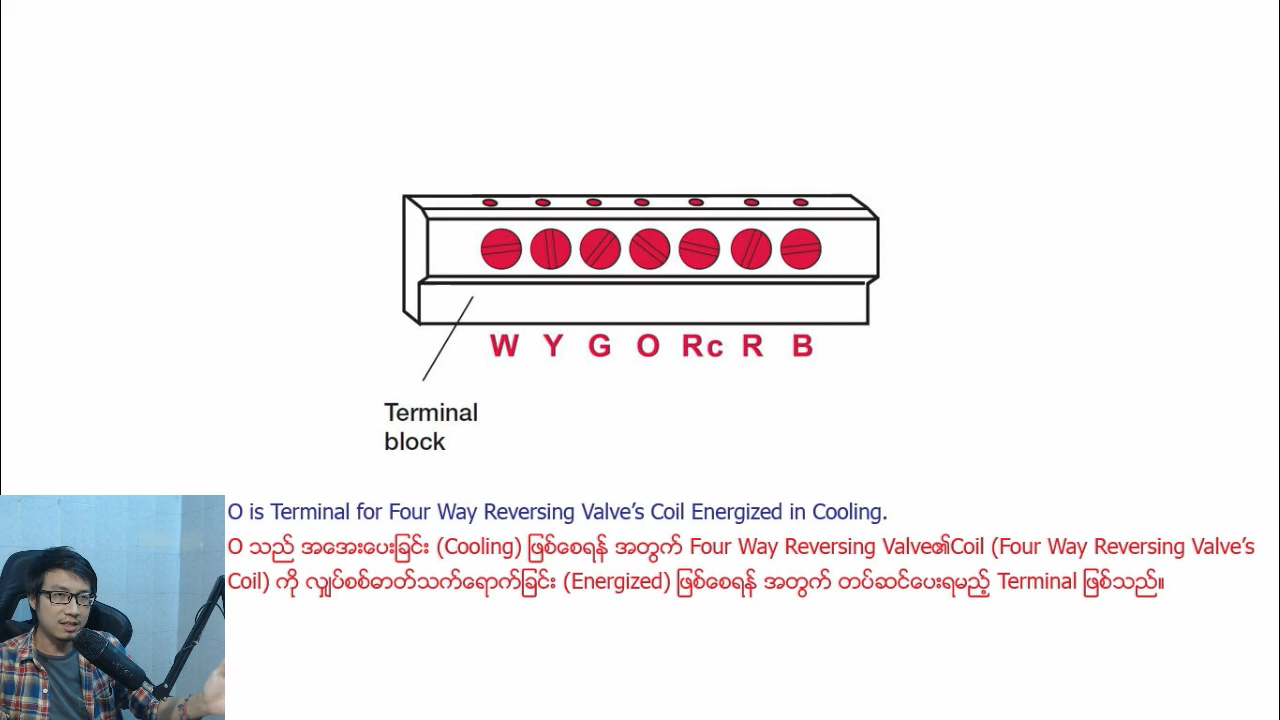 W Y G O Rc R B
Terminal
block
O is Terminal for Four Way Reversing Valve's Coil Energized in Cooling.
O သည် အအေးပေးခြင်း (Cooling) ဖြစ်စေရန် အတွက် Four Way Reversing Valve၏Coil (Four Way Reversing Valve's
Coil) ကို လျှပ်စစ်ဓာတ်သက်ရောက်ခြင်း (Energized) ဖြစ်စေရန် အတွက် တပ်ဆင်ပေးရမည့် Terminal ဖြစ်သည်။